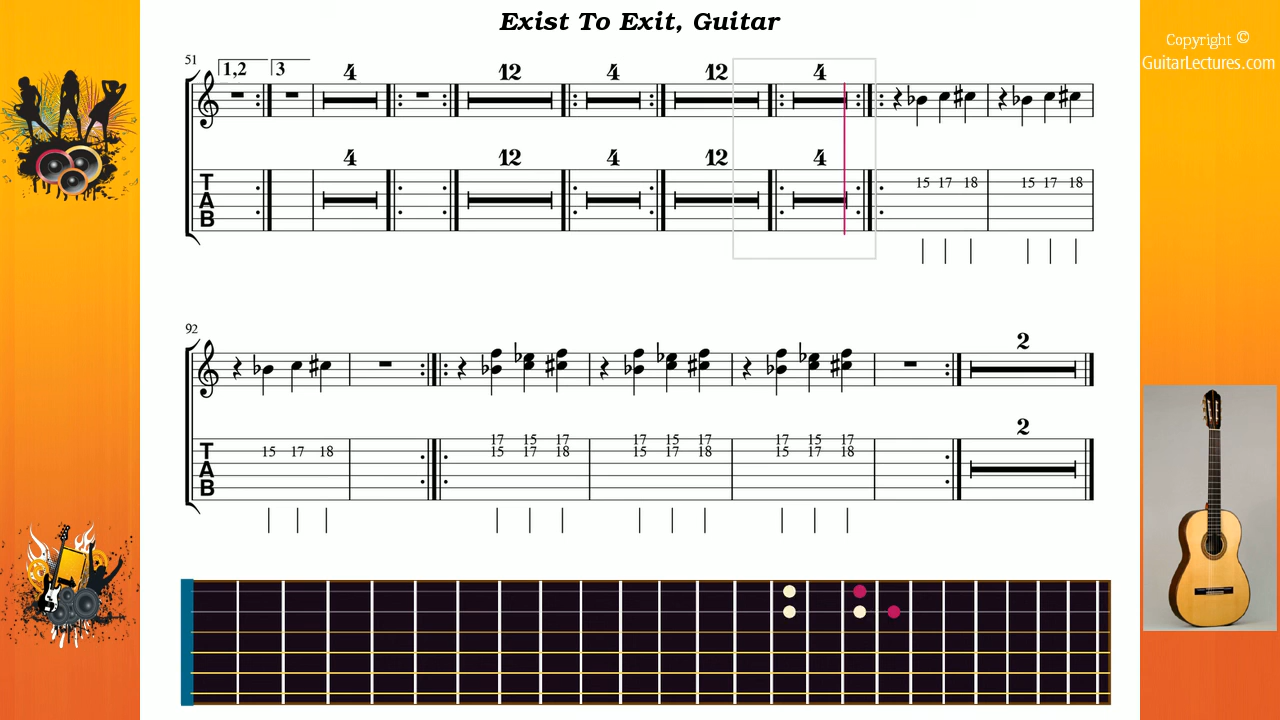 Exist To Exit, Guitar
Copyright ©
GuitarLectures.com
51
1,2 3 4 12 4 12 4
4 12 4 12 4
T
A
B
15 17 18 15 17 18
92
2
2
17 15 17 17 15 17 17 15 17
T
A
B
15 17 18 15 17 18 15 17 18 15 17 18